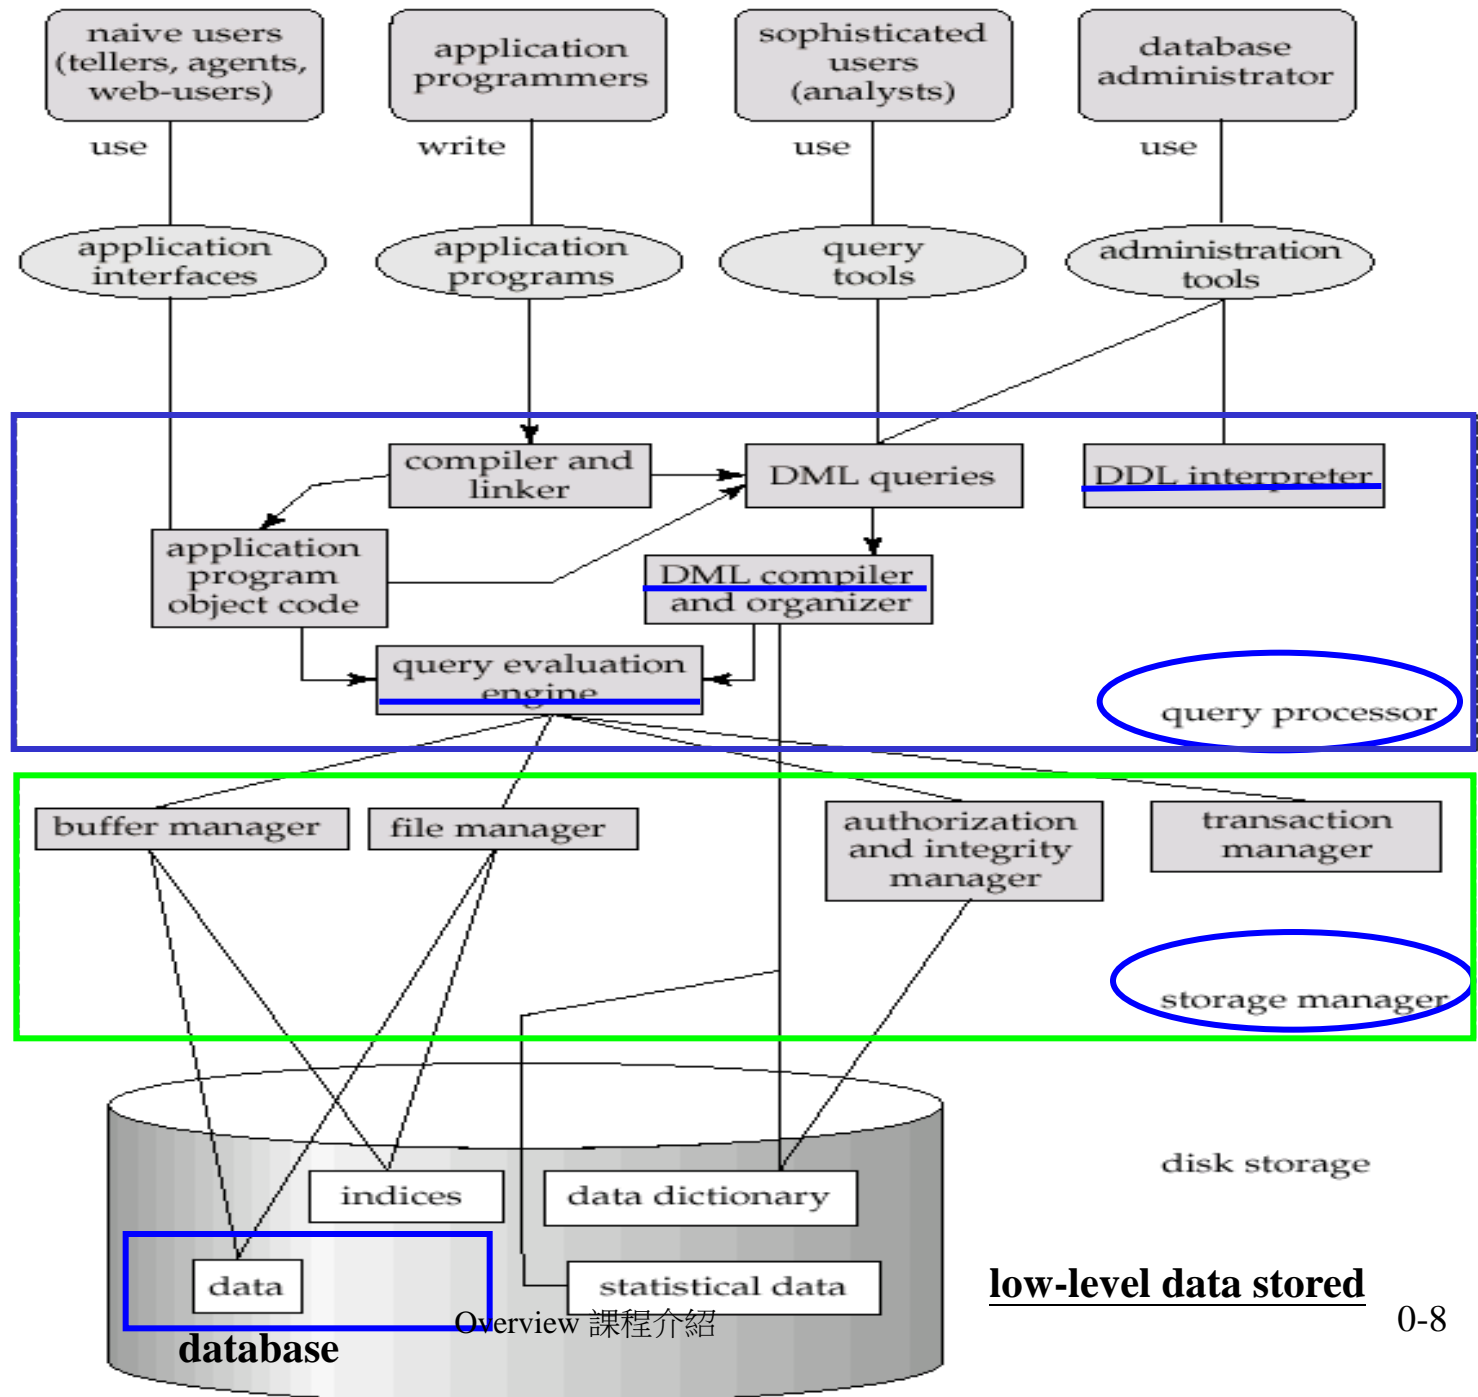 naive users
(tellers, agents,
web-users)
application
programmers
sophisticated
users
(analysts)
database
administrator
use
write
use
use
application
interfaces
application
programs
query
tools
administration
tools
compiler and
linker
DML queries
DDL interpreter
application
program
object code
DML compiler
and organizer
query evaluation
engine
query processor
buffer manager
file manager
authorization
and integrity
manager
transaction
manager
storage manager
disk storage
indices
data dictionary
data
statistical data
low-level data stored
database
Overview 課程介紹
0-8